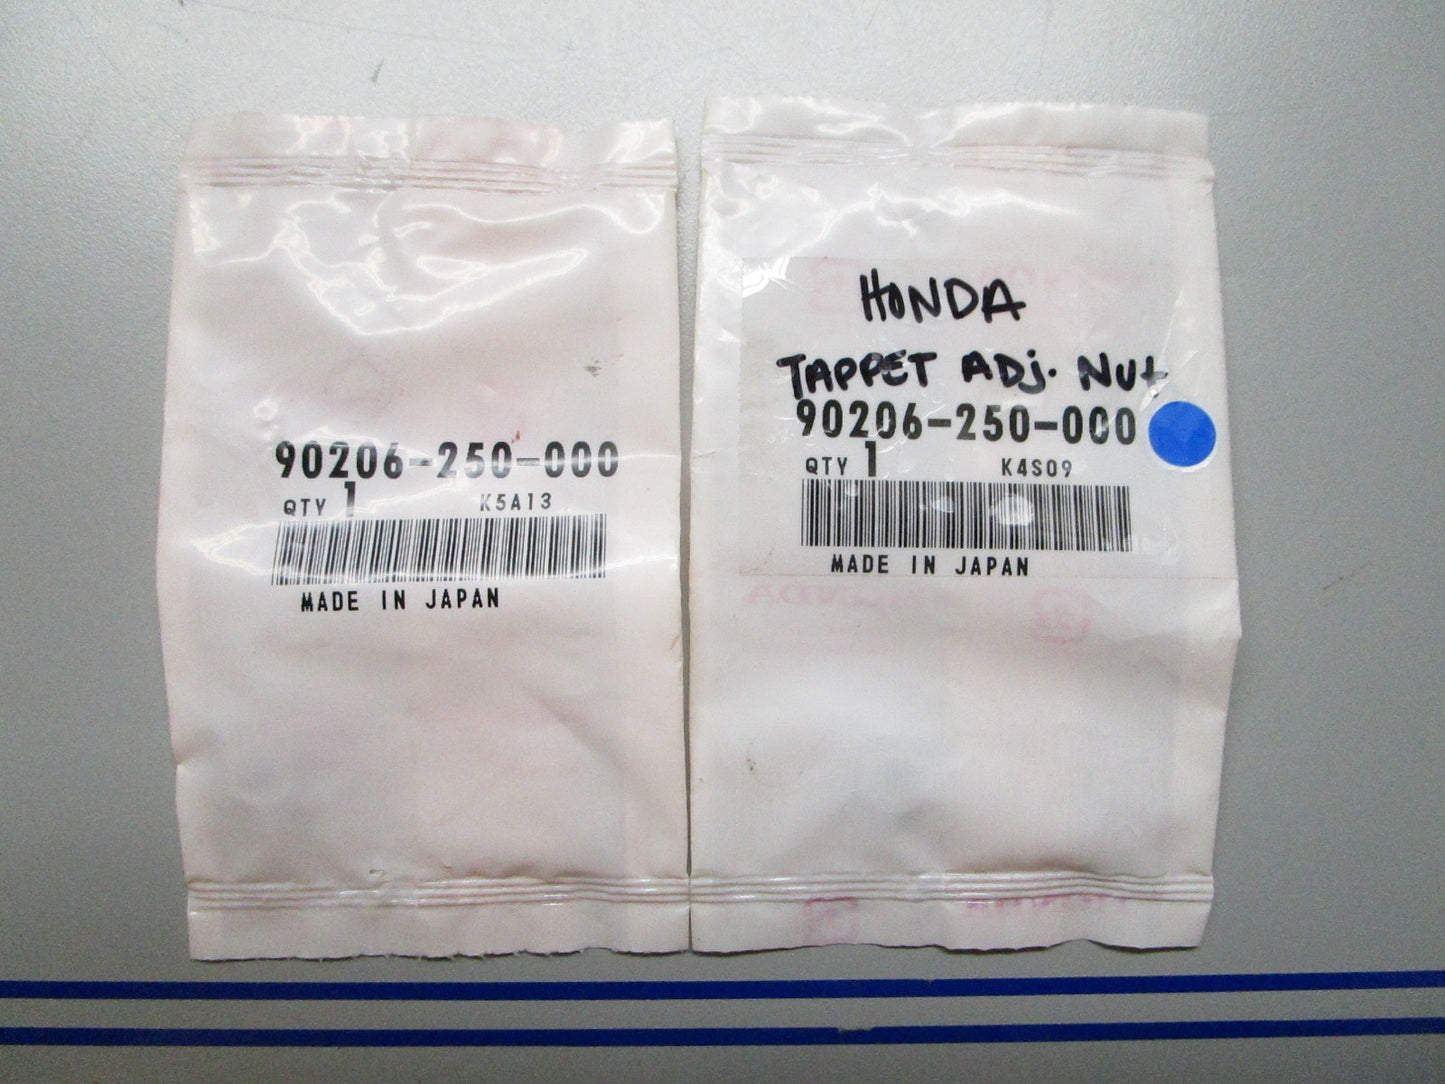 90206-250-000
QTY 1 K5A13
MADE IN JAPAN
HONDA
TAPPET ADj. Nut
90206-250-000
QTY 1 K4S09
MADE IN JAPAN